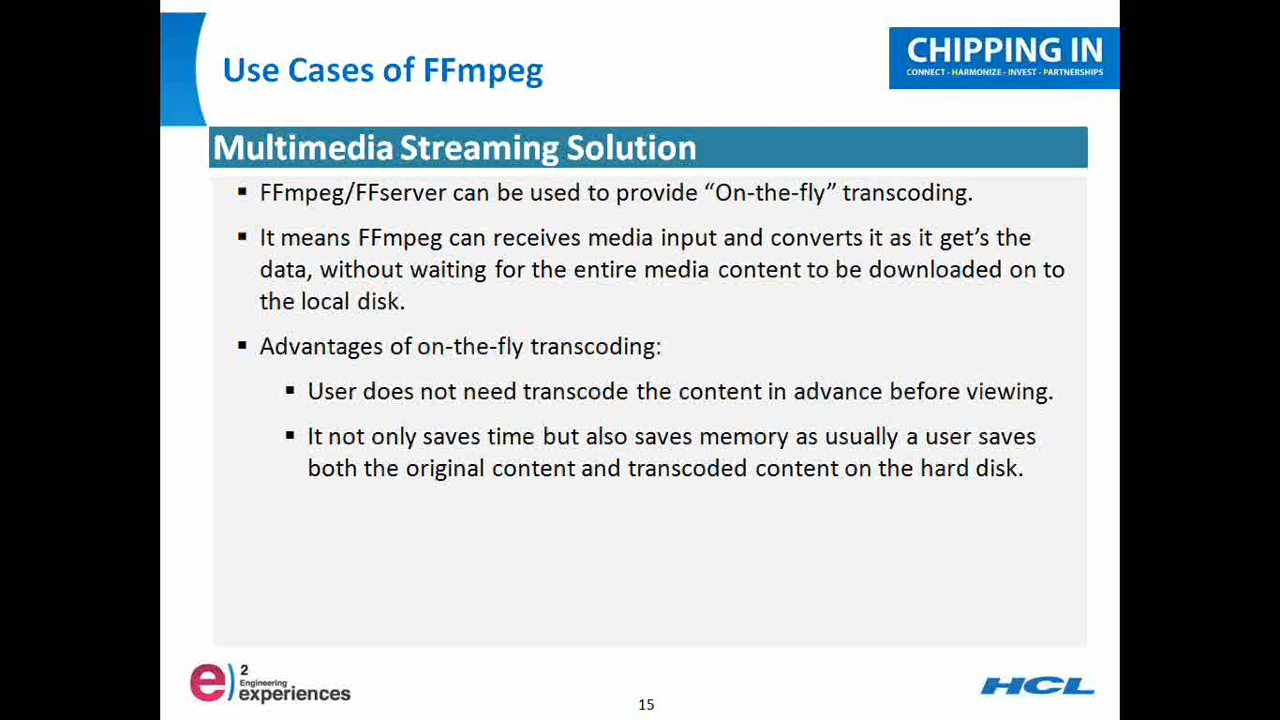 Use Cases of FFmpeg
CHIPPING IN
CONNECT - HARMONIZE - INVEST - PARTNERSHIPS
Multimedia Streaming Solution
▪ FFmpeg/FFserver can be used to provide “On-the-fly” transcoding.
▪ It means FFmpeg can receives media input and converts it as it get’s the
data, without waiting for the entire media content to be downloaded on to
the local disk.
▪ Advantages of on-the-fly transcoding:
▪ User does not need transcode the content in advance before viewing.
▪ It not only saves time but also saves memory as usually a user saves
both the original content and transcoded content on the hard disk.
e) 2
Engineering
experiences
15
HCL